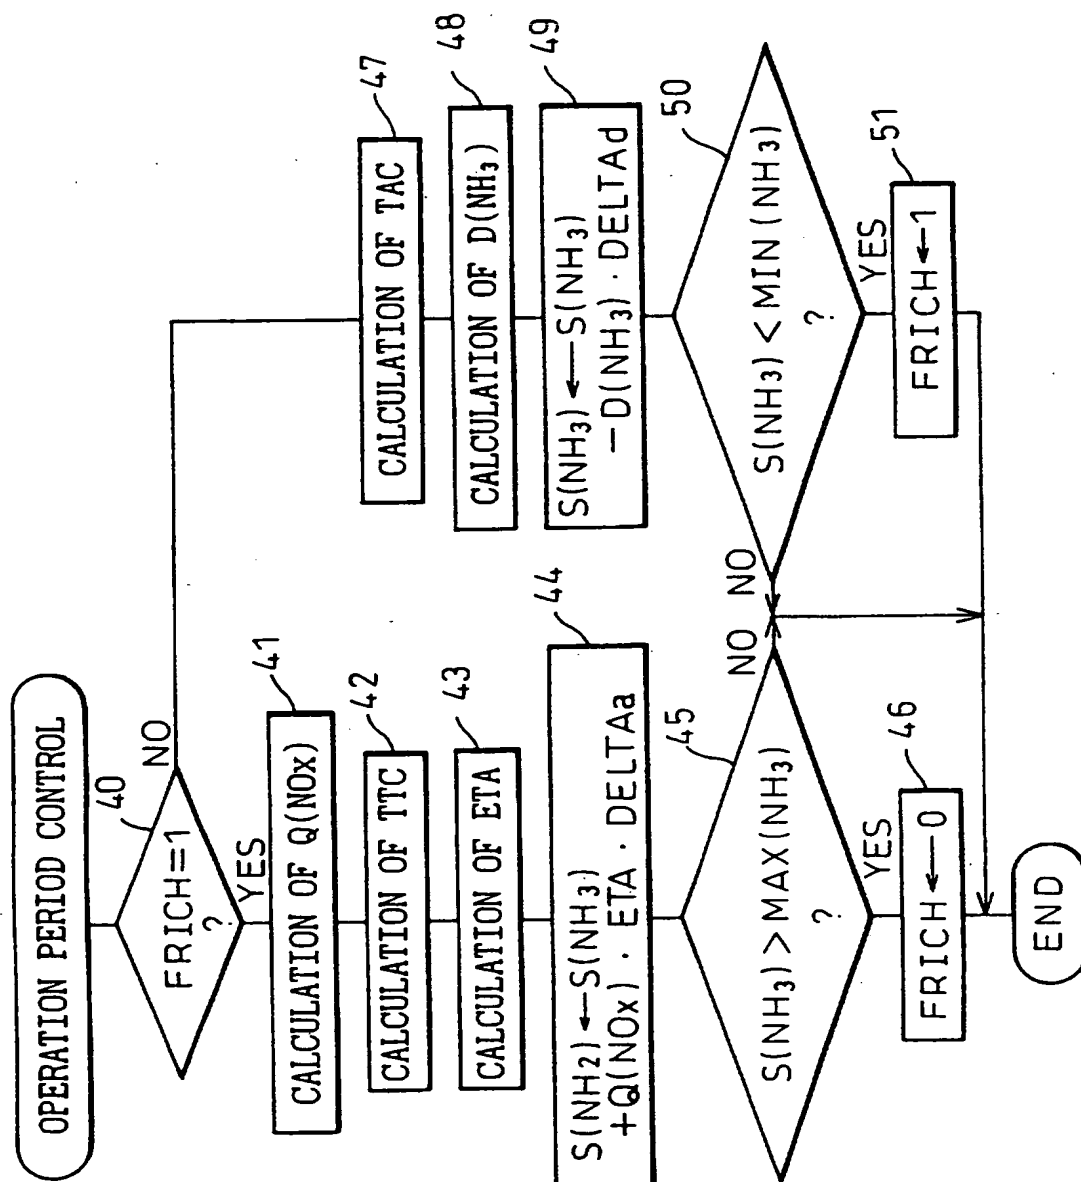 OPERATION PERIOD CONTROL
40
FRICH=1
?
NO
YES
41
CALCULATION OF Q(NOx)
42
CALCULATION OF TTC
43
CALCULATION OF ETA
44
S(NH₂)←S(NH₃)
+Q(NOx)·ETA·DELTAa
45
S(NH₃)>MAX(NH₃)
?
NO
YES
46
FRICH←0
47
CALCULATION OF TAC
48
CALCULATION OF D(NH₃)
49
S(NH₃)←S(NH₃)
−D(NH₃)·DELTAd
50
S(NH₃)<MIN(NH₃)
?
NO
YES
51
FRICH←1
END